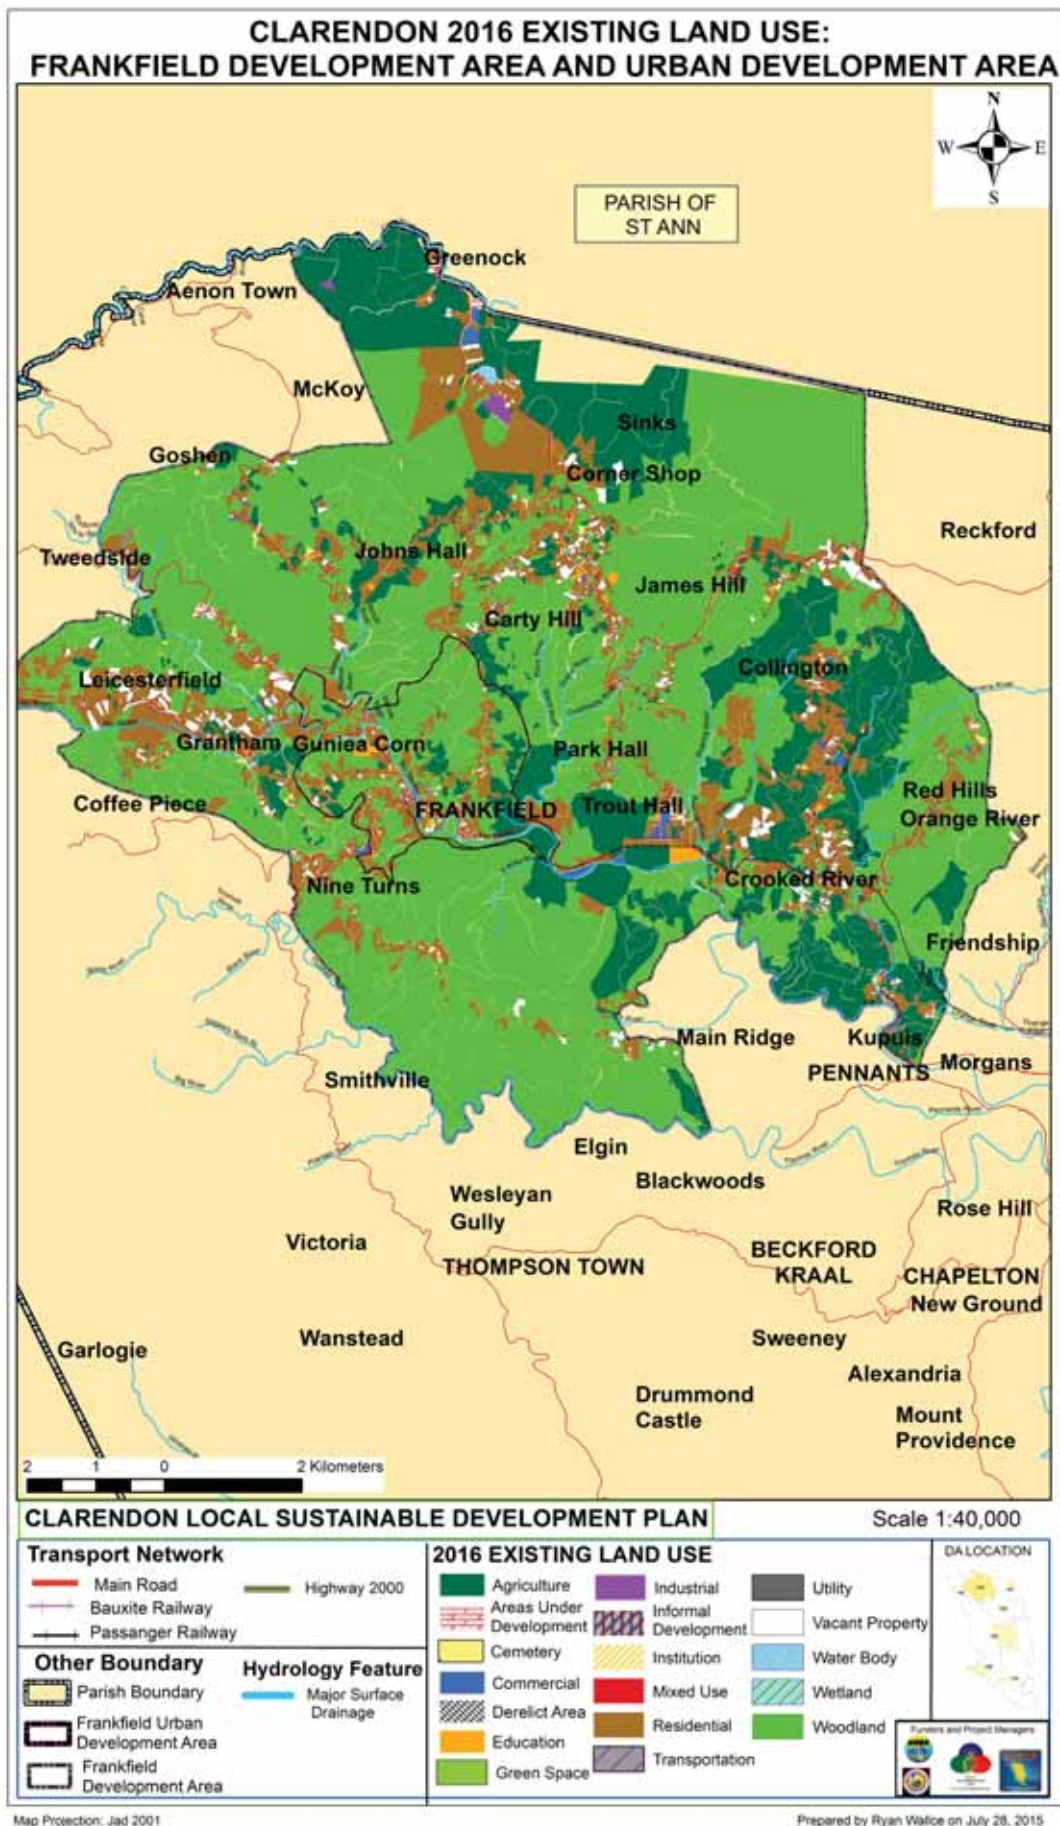 CLARENDON 2016 EXISTING LAND USE:
FRANKFIELD DEVELOPMENT AREA AND URBAN DEVELOPMENT AREA
N
W E
S
PARISH OF
ST ANN
Greenock
Aenon Town
McKoy
Sinks
Goshen
Corner Shop
Reckford
Tweedside
Johns Hall
James Hill
Carty Hill
Collington
Leicesterfield
Grantham
Guniea Corn
Park Hall
Coffee Piece
FRANKFIELD
Trout Hall
Red Hills
Orange River
Nine Turns
Crooked River
Friendship
Main Ridge
Kupuis
PENNANTS
Morgans
Smithville
Elgin
Blackwoods
Wesleyan
Gully
Rose Hill
Victoria
THOMPSON TOWN
BECKFORD
KRAAL
CHAPELTON
New Ground
Wanstead
Sweeney
Garlogie
Alexandria
Drummond
Castle
Mount
Providence
2 1 0 2 Kilometers
CLARENDON LOCAL SUSTAINABLE DEVELOPMENT PLAN
Scale 1:40,000
Transport Network
Main Road
Highway 2000
Bauxite Railway
Passanger Railway
Other Boundary
Parish Boundary
Frankfield Urban
Development Area
Frankfield
Development Area
Hydrology Feature
Major Surface
Drainage
2016 EXISTING LAND USE
Agriculture
Areas Under
Development
Cemetery
Commercial
Derelict Area
Education
Green Space
Industrial
Informal
Development
Institution
Mixed Use
Residential
Transportation
Utility
Vacant Property
Water Body
Wetland
Woodland
DA LOCATION
Funders and Project Managers
Map Projection: Jad 2001
Prepared by Ryan Wallce on July 28, 2015